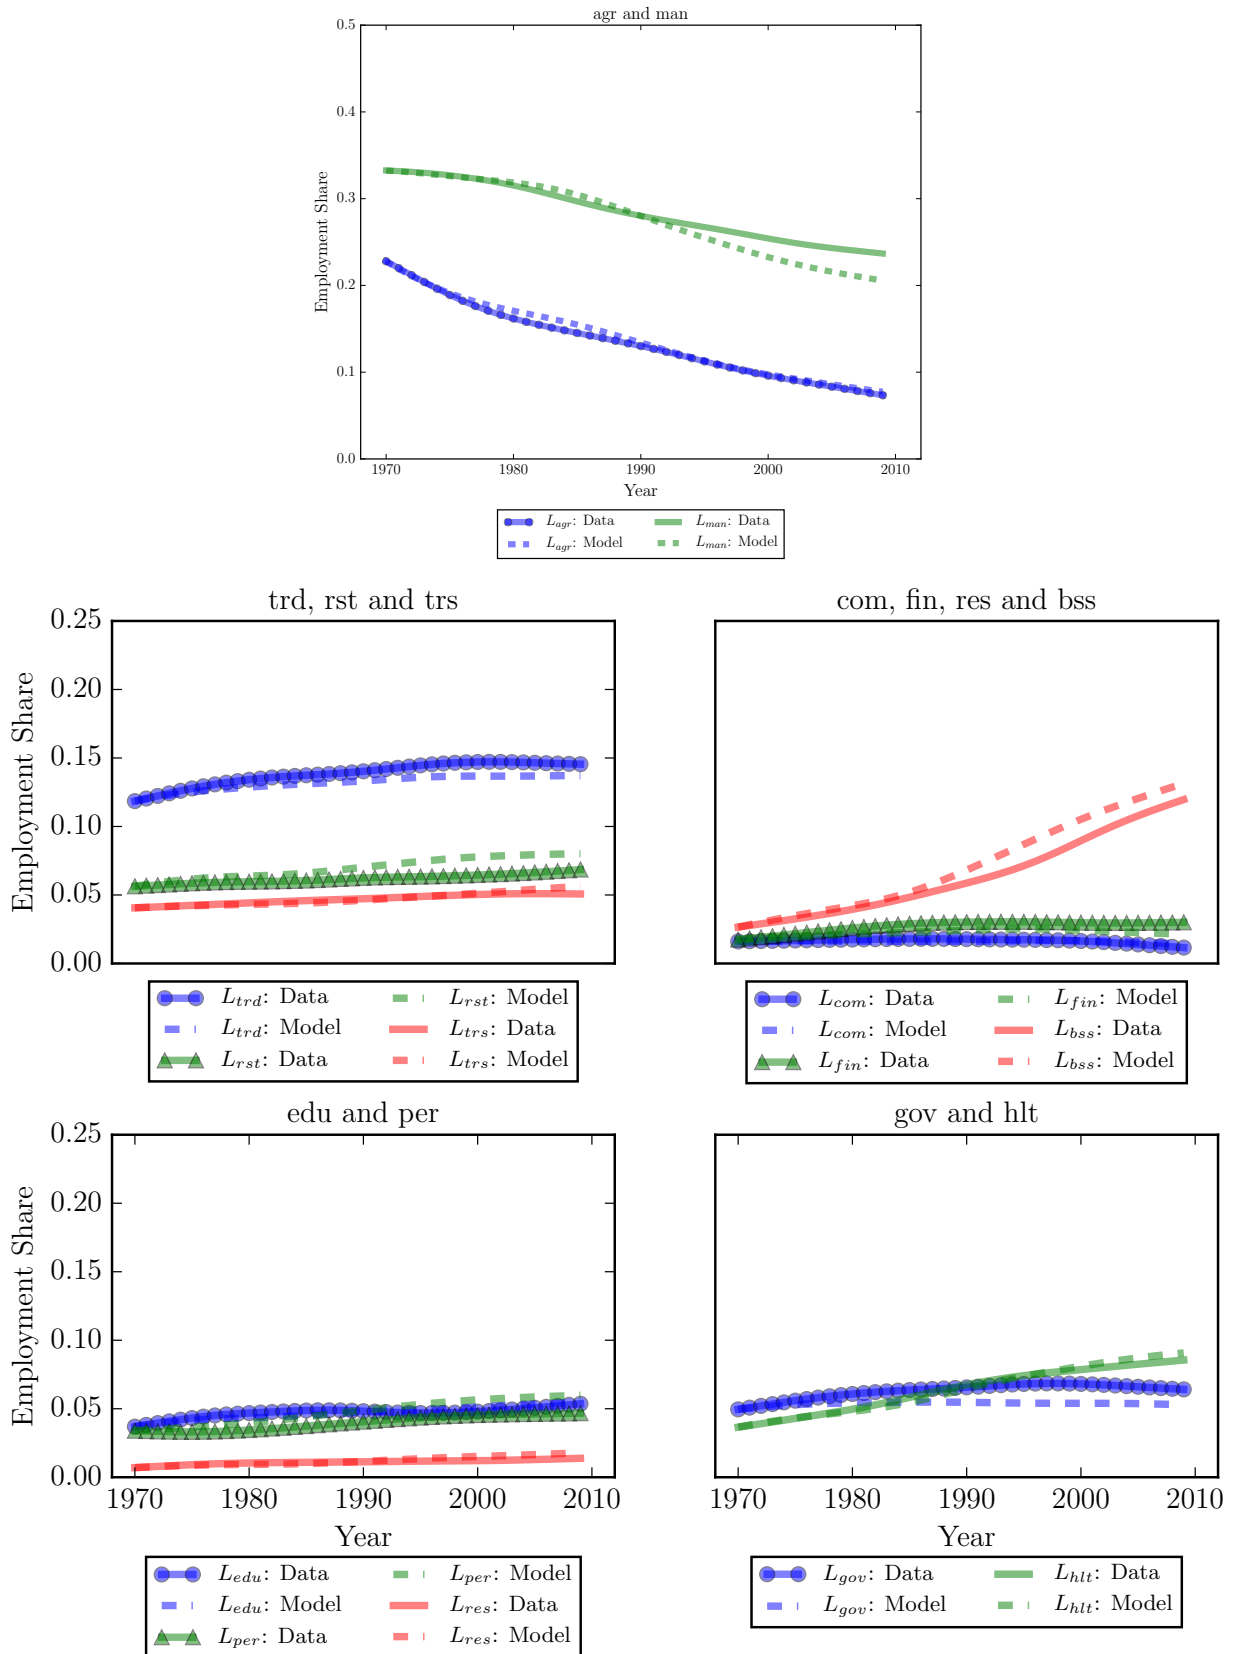 agr and man
0.5
0.4
0.3
0.2
0.1
0.0
Employment Share
1970 1980 1990 2000 2010
Year
L_agr: Data L_man: Data
L_agr: Model L_man: Model
trd, rst and trs
0.25
0.20
0.15
0.10
0.05
0.00
Employment Share
L_trd: Data L_rst: Model
L_trd: Model L_trs: Data
L_rst: Data L_trs: Model
com, fin, res and bss
L_com: Data L_fin: Model
L_com: Model L_bss: Data
L_fin: Data L_bss: Model
edu and per
0.25
0.20
0.15
0.10
0.05
0.00
Employment Share
1970 1980 1990 2000 2010
Year
L_edu: Data L_per: Model
L_edu: Model L_res: Data
L_per: Data L_res: Model
gov and hlt
1970 1980 1990 2000 2010
Year
L_gov: Data L_hlt: Data
L_gov: Model L_hlt: Model